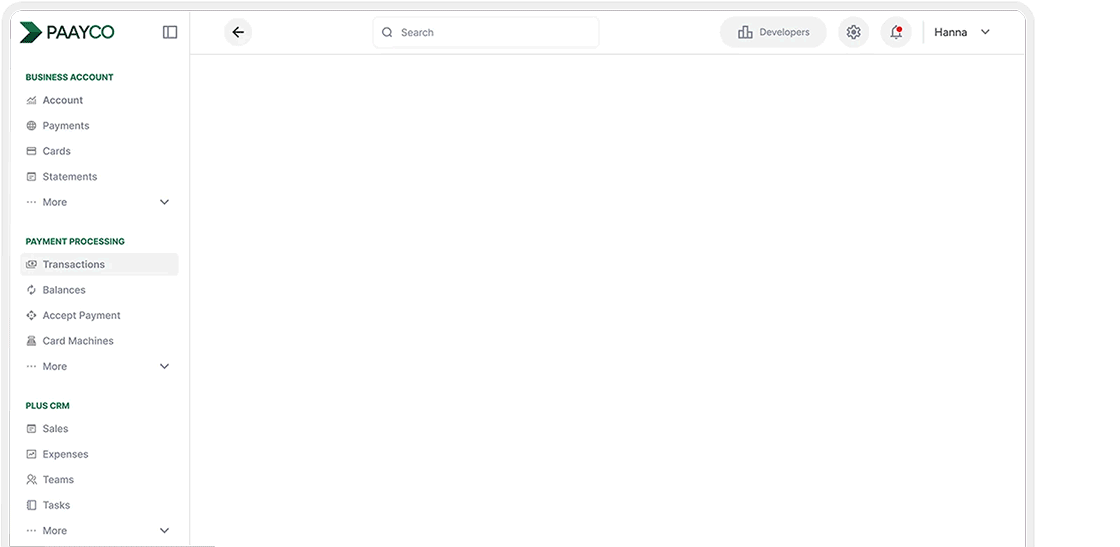 PAAYCO
Search
Developers
Hanna
BUSINESS ACCOUNT
Account
Payments
Cards
Statements
More
PAYMENT PROCESSING
Transactions
Balances
Accept Payment
Card Machines
More
PLUS CRM
Sales
Expenses
Teams
Tasks
More